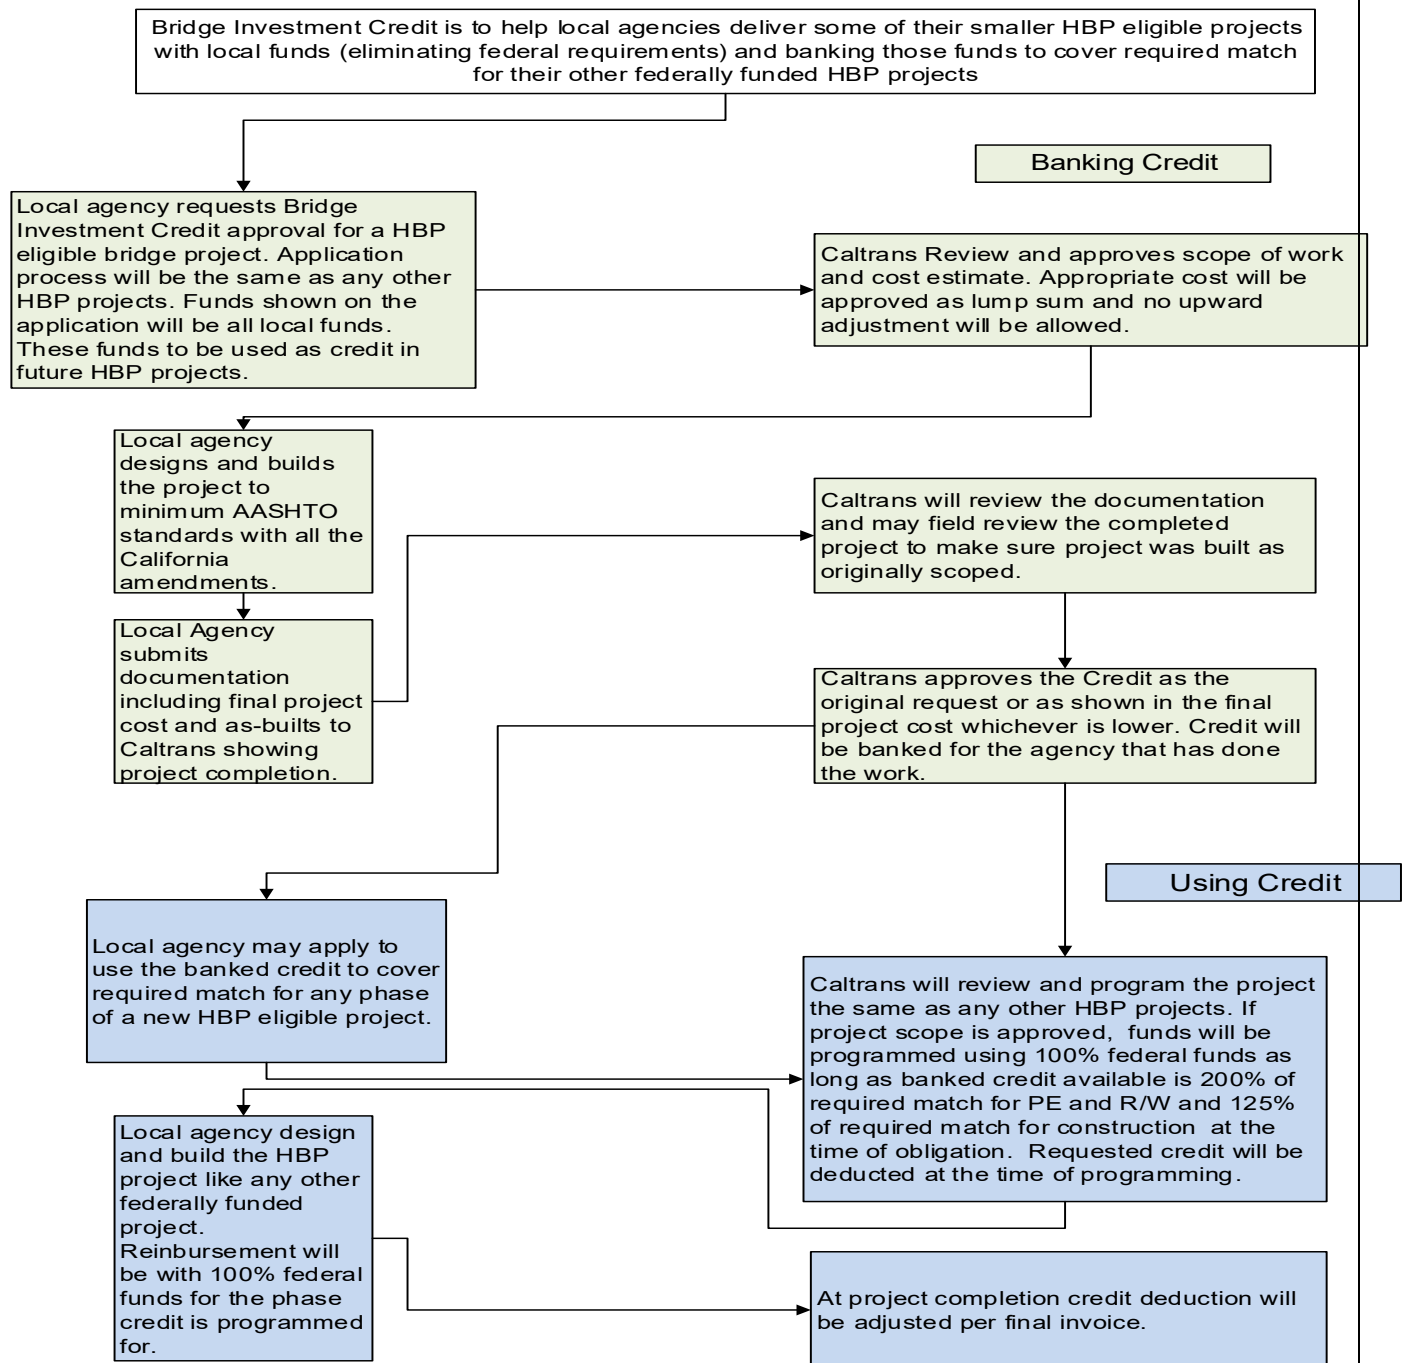 Bridge Investment Credit is to help local agencies deliver some of their smaller HBP eligible projects
with local funds (eliminating federal requirements) and banking those funds to cover required match
for their other federally funded HBP projects
Banking Credit
Local agency requests Bridge
Investment Credit approval for a HBP
eligible bridge project. Application
process will be the same as any other
HBP projects. Funds shown on the
application will be all local funds.
These funds to be used as credit in
future HBP projects.
Caltrans Review and approves scope of work
and cost estimate. Appropriate cost will be
approved as lump sum and no upward
adjustment will be allowed.
Local agency
designs and builds
the project to
minimum AASHTO
standards with all the
California
amendments.
Caltrans will review the documentation
and may field review the completed
project to make sure project was built as
originally scoped.
Local Agency
submits
documentation
including final project
cost and as-builts to
Caltrans showing
project completion.
Caltrans approves the Credit as the
original request or as shown in the final
project cost whichever is lower. Credit will
be banked for the agency that has done
the work.
Using Credit
Local agency may apply to
use the banked credit to cover
required match for any phase
of a new HBP eligible project.
Caltrans will review and program the project
the same as any other HBP projects. If
project scope is approved, funds will be
programmed using 100% federal funds as
long as banked credit available is 200% of
required match for PE and R/W and 125%
of required match for construction at the
time of obligation. Requested credit will be
deducted at the time of programming.
Local agency design
and build the HBP
project like any other
federally funded
project.
Reinbursement will
be with 100% federal
funds for the phase
credit is programmed
for.
At project completion credit deduction will
be adjusted per final invoice.